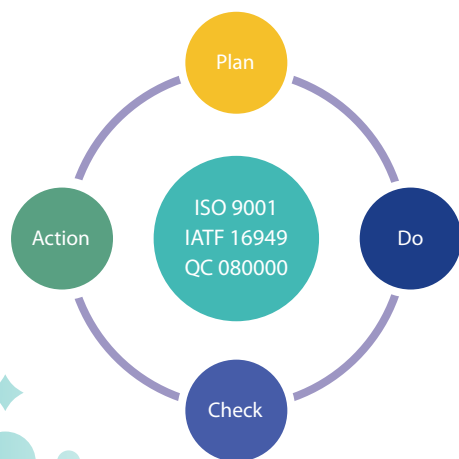 Plan
Action
ISO 9001
IATF 16949
QC 080000
Do
Check